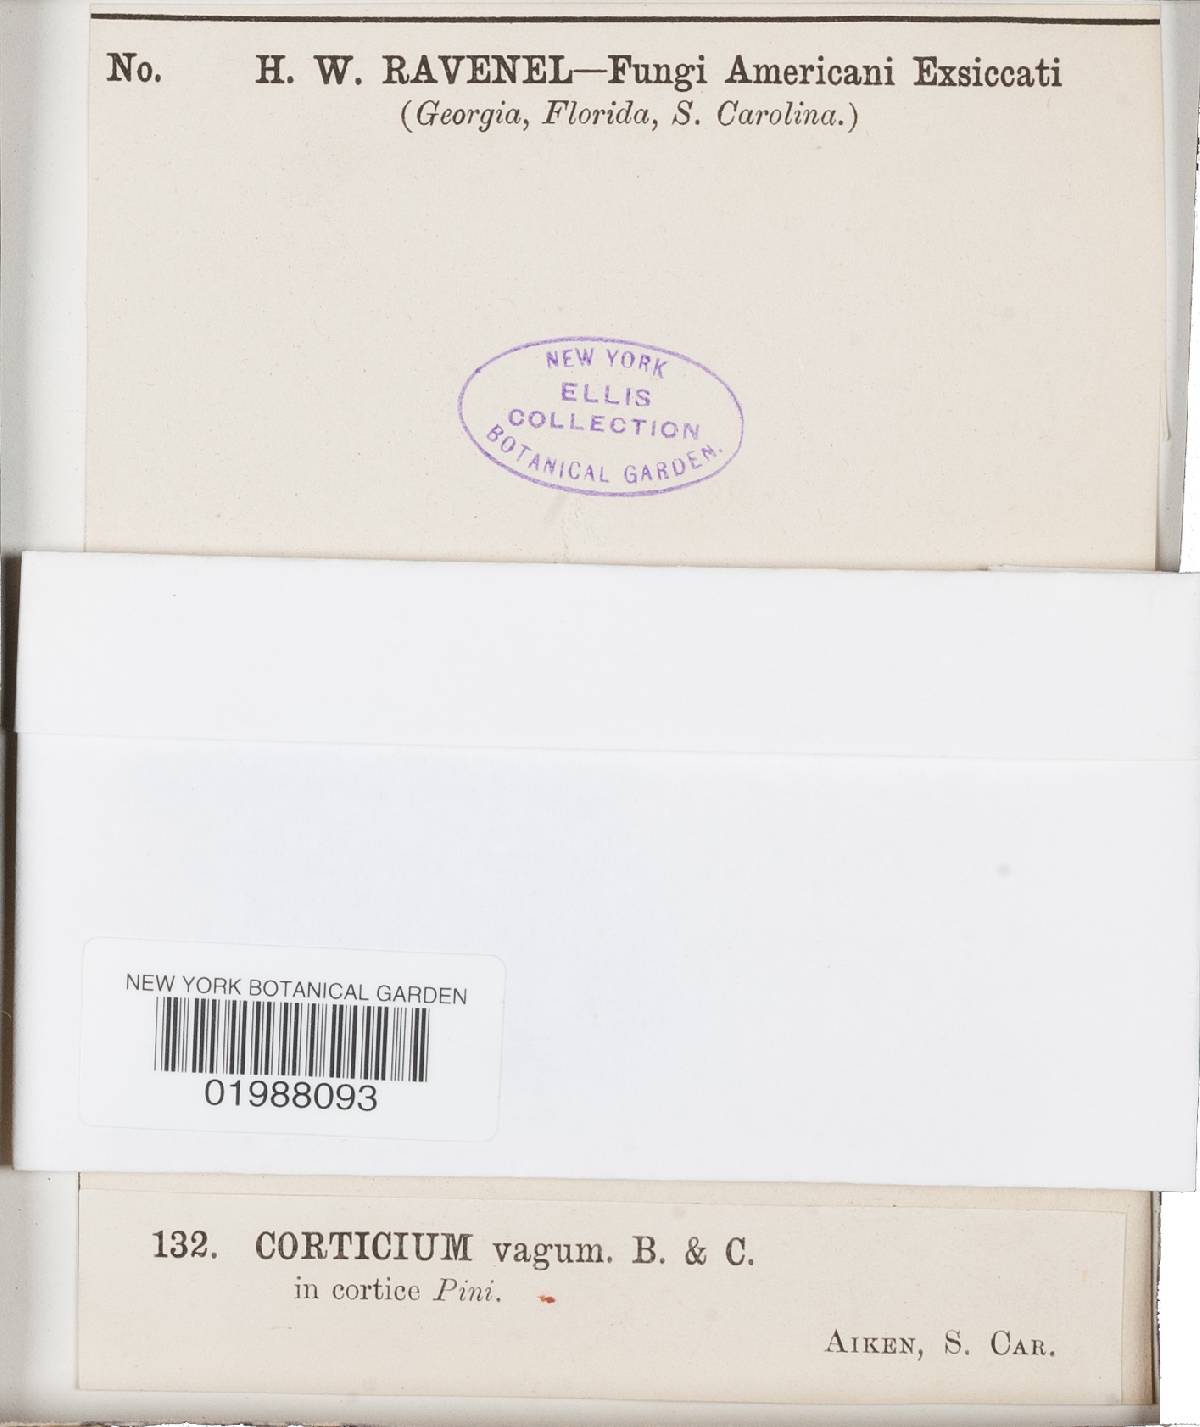 No. H. W. RAVENEL—Fungi Americani Exsiccati
(Georgia, Florida, S. Carolina.)
NEW YORK
ELLIS
COLLECTION
BOTANICAL GARDEN.
NEW YORK BOTANICAL GARDEN
01988093
132. CORTICIUM vagum. B. & C.
in cortice Pini.
AIKEN, S. CAR.